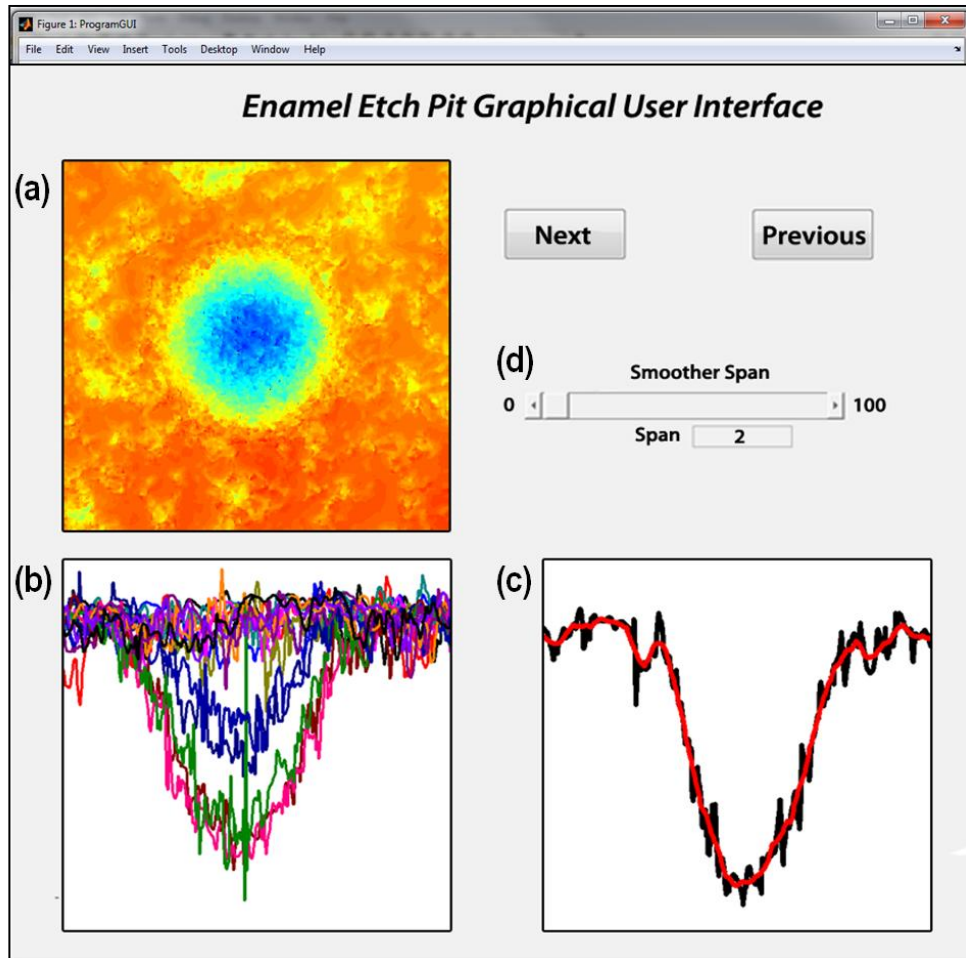 Figure 1: ProgramGUI
File Edit View Insert Tools Desktop Window Help
Enamel Etch Pit Graphical User Interface
(a)
Next Previous
(d)
Smoother Span
0 100
Span 2
(b)
(c)